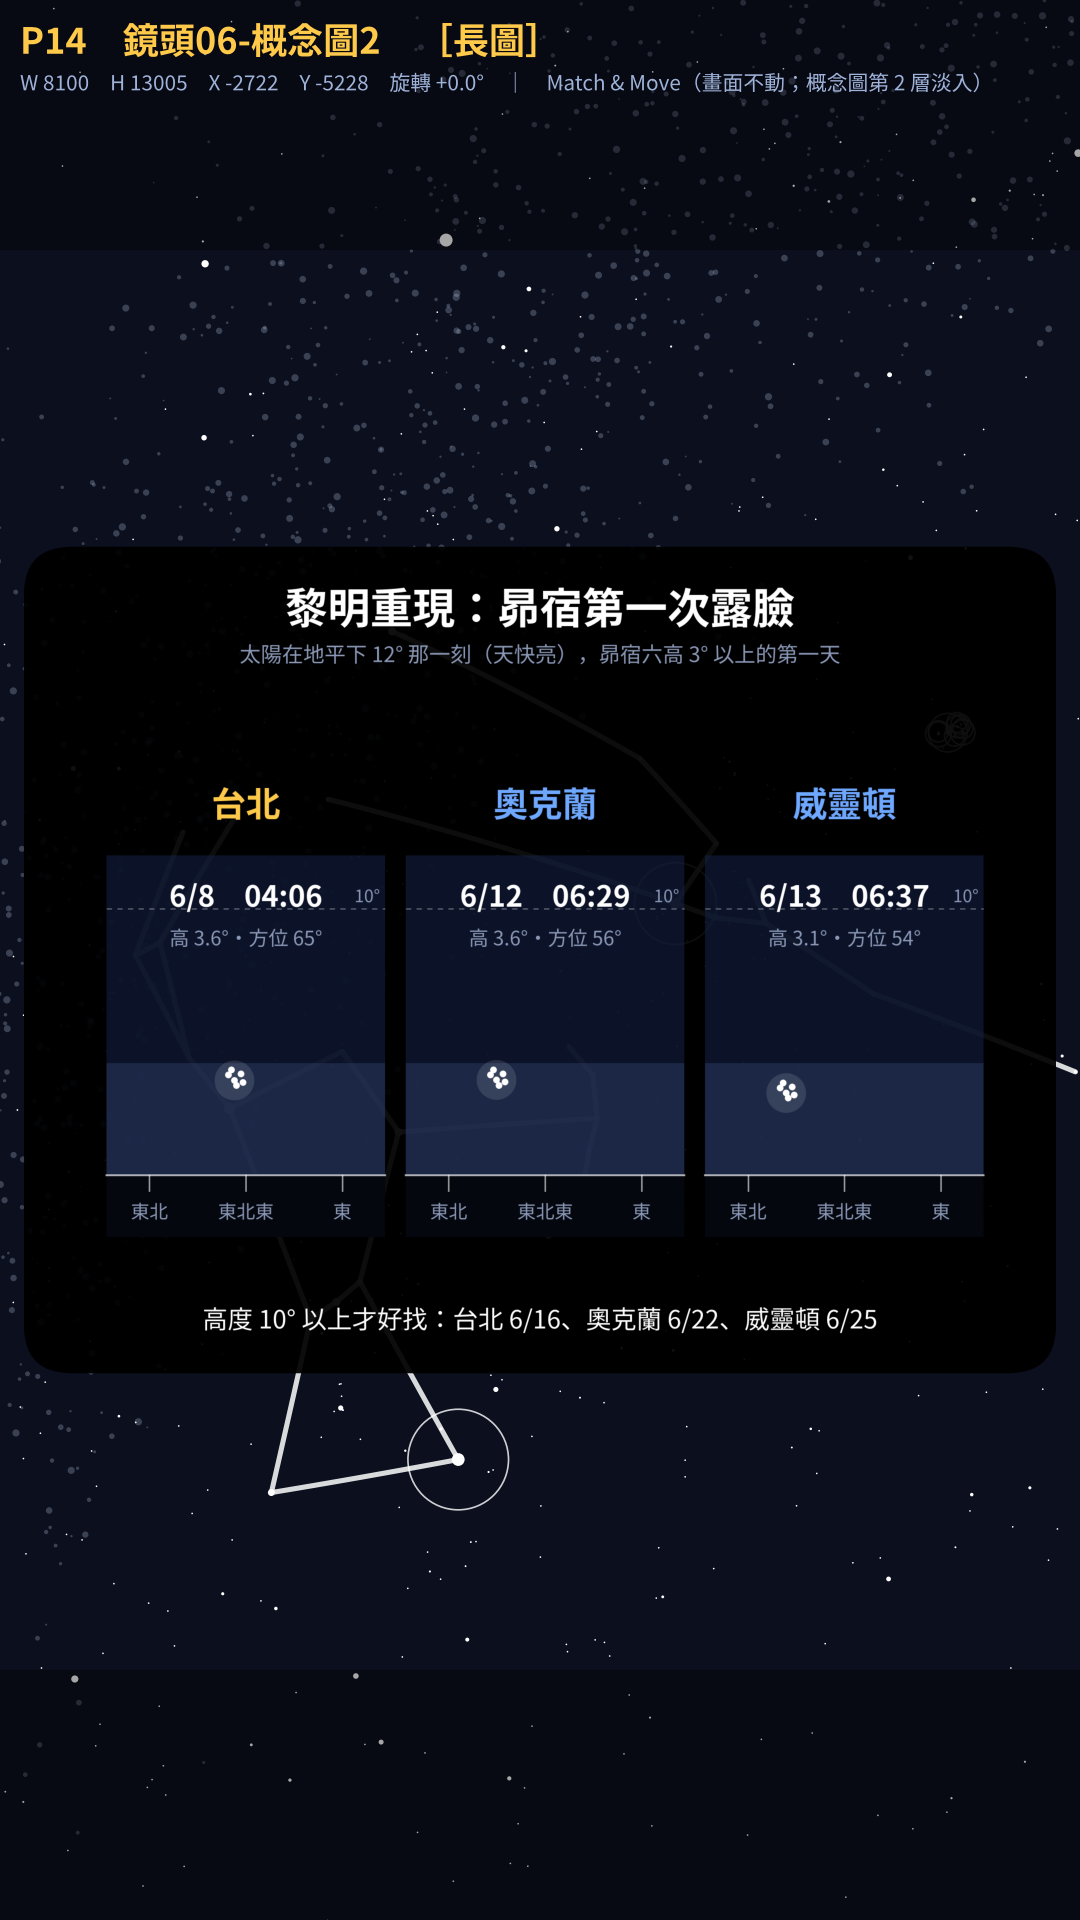 P14 鏡頭06-概念圖2 [長圖]
W 8100 H 13005 X -2722 Y -5228 旋轉 +0.0° | Match & Move（畫面不動；概念圖第 2 層淡入）
黎明重現：昴宿第一次露臉
太陽在地平下 12° 那一刻（天快亮），昴宿六高 3° 以上的第一天
台北 奧克蘭 威靈頓
6/8 04:06 10° 6/12 06:29 10° 6/13 06:37 10°
高 3.6°・方位 65° 高 3.6°・方位 56° 高 3.1°・方位 54°
東北 東北東 東 東北 東北東 東 東北 東北東 東
高度 10° 以上才好找：台北 6/16、奧克蘭 6/22、威靈頓 6/25